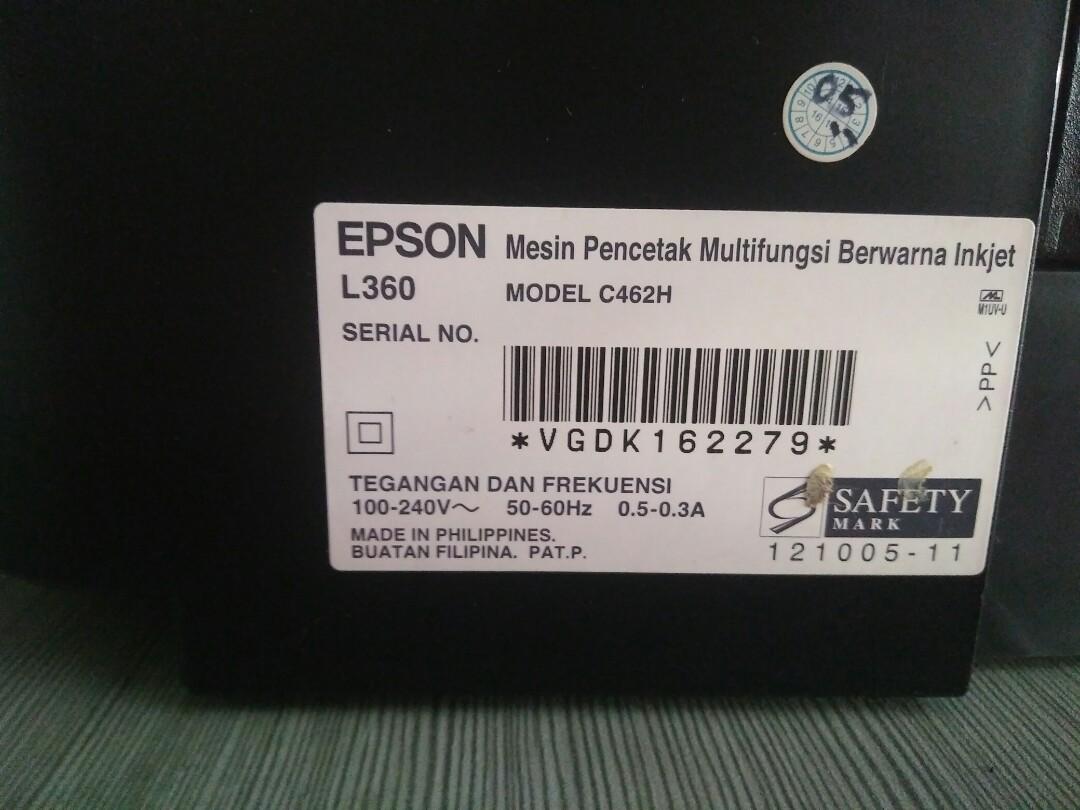 05
EPSON Mesin Pencetak Multifungsi Berwarna Inkjet
L360 MODEL C462H
M1UV-U
SERIAL NO.
>PP<
*VGDK162279*
TEGANGAN DAN FREKUENSI
100-240V～ 50-60Hz 0.5-0.3A
SAFETY
MARK
MADE IN PHILIPPINES.
BUATAN FILIPINA. PAT.P.
121005-11